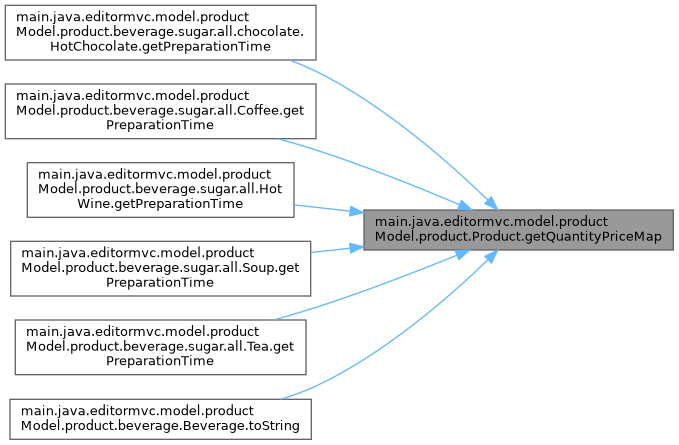 main.java.editormvc.model.product
Model.product.beverage.sugar.all.chocolate.
HotChocolate.getPreparationTime
main.java.editormvc.model.product
Model.product.beverage.sugar.all.Coffee.get
PreparationTime
main.java.editormvc.model.product
Model.product.beverage.sugar.all.Hot
Wine.getPreparationTime
main.java.editormvc.model.product
Model.product.Product.getQuantityPriceMap
main.java.editormvc.model.product
Model.product.beverage.sugar.all.Soup.get
PreparationTime
main.java.editormvc.model.product
Model.product.beverage.sugar.all.Tea.get
PreparationTime
main.java.editormvc.model.product
Model.product.beverage.Beverage.toString